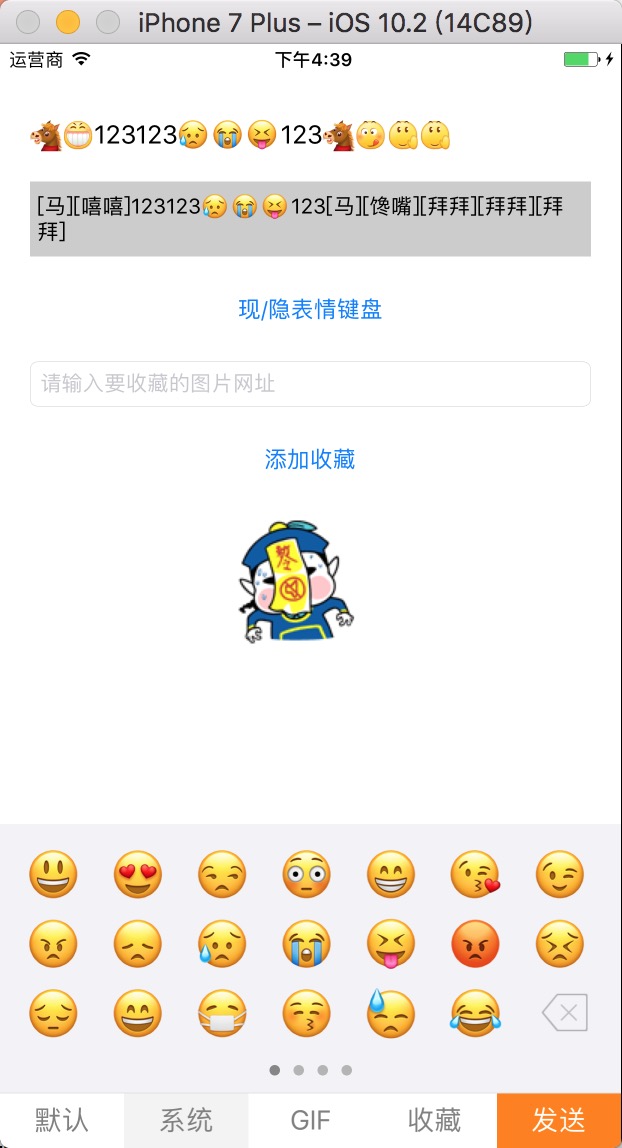 iPhone 7 Plus – iOS 10.2 (14C89)
运营商 下午4:39
🐴😁123123😥😭😝123🐴😋👋👋
[马][嘻嘻]123123😥😭😝123[马][馋嘴][拜拜][拜拜][拜
拜]
现/隐表情键盘
请输入要收藏的图片网址
添加收藏
默认 系统 GIF 收藏 发送